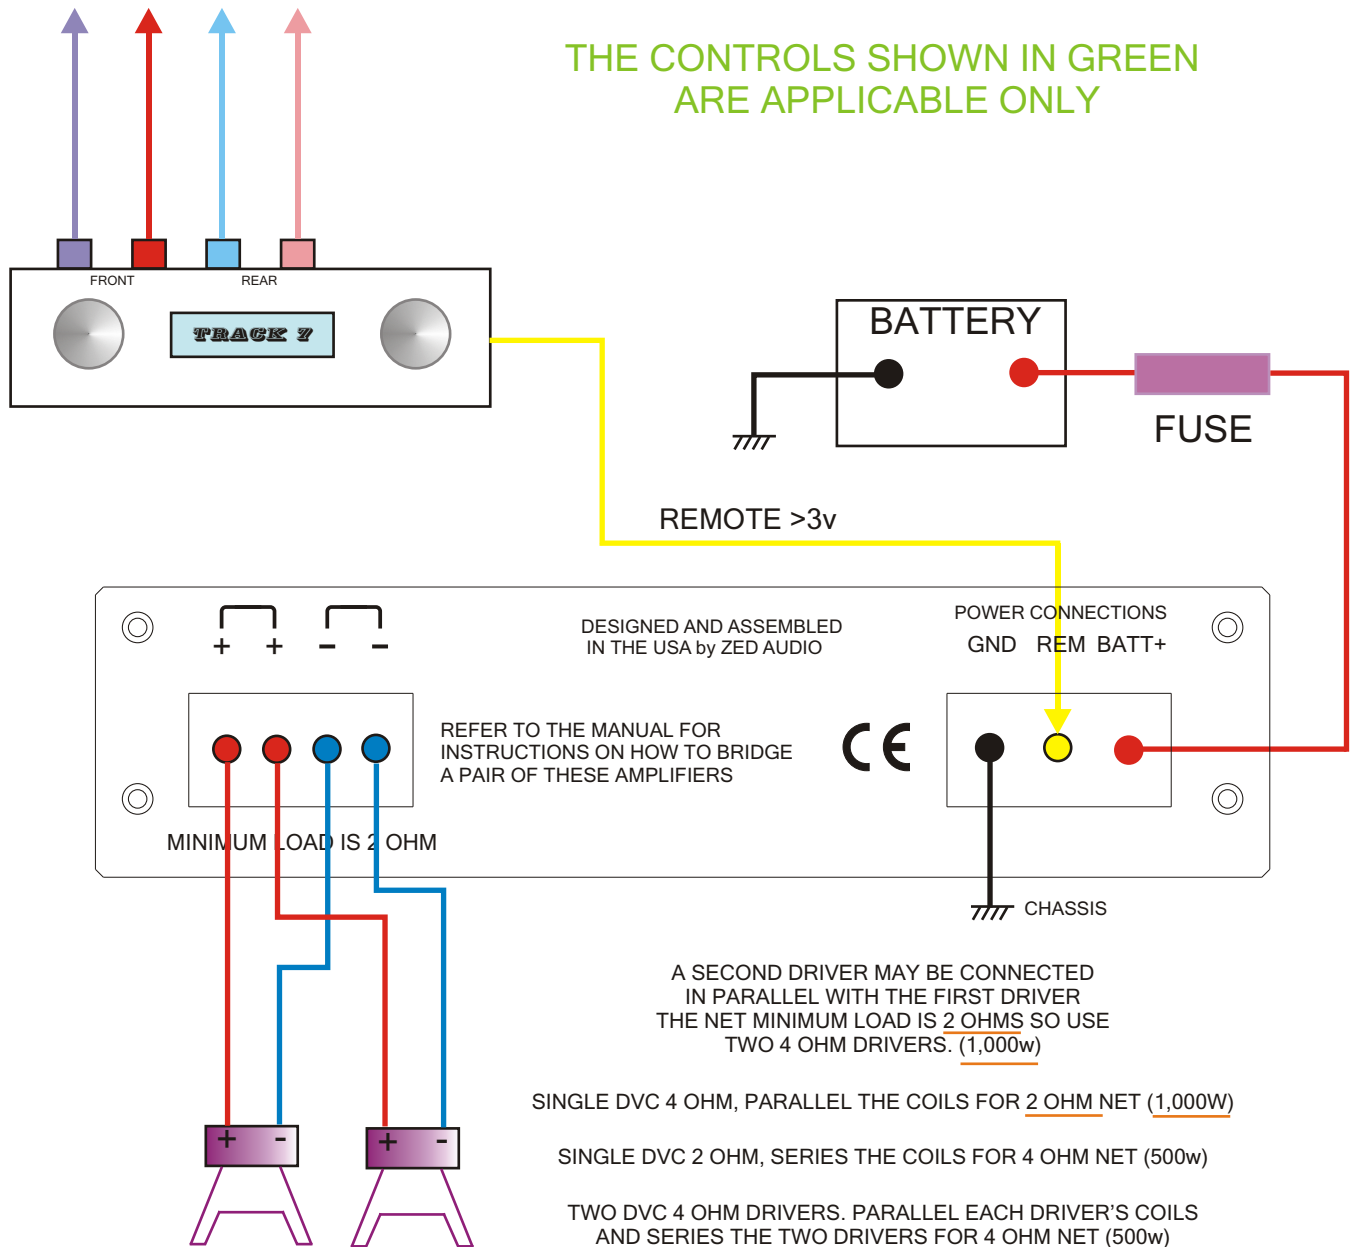 THE CONTROLS SHOWN IN GREEN
ARE APPLICABLE ONLY
FRONT
REAR
TRACK 7
BATTERY
FUSE
REMOTE >3v
+ + – –
DESIGNED AND ASSEMBLED
IN THE USA by ZED AUDIO
POWER CONNECTIONS
GND REM BATT+
REFER TO THE MANUAL FOR
INSTRUCTIONS ON HOW TO BRIDGE
A PAIR OF THESE AMPLIFIERS
CE
MINIMUM LOAD IS 2 OHM
CHASSIS
A SECOND DRIVER MAY BE CONNECTED
IN PARALLEL WITH THE FIRST DRIVER
THE NET MINIMUM LOAD IS 2 OHMS SO USE
TWO 4 OHM DRIVERS. (1,000w)
SINGLE DVC 4 OHM, PARALLEL THE COILS FOR 2 OHM NET (1,000W)
SINGLE DVC 2 OHM, SERIES THE COILS FOR 4 OHM NET (500w)
TWO DVC 4 OHM DRIVERS. PARALLEL EACH DRIVER'S COILS
AND SERIES THE TWO DRIVERS FOR 4 OHM NET (500w)
+ -
+ -